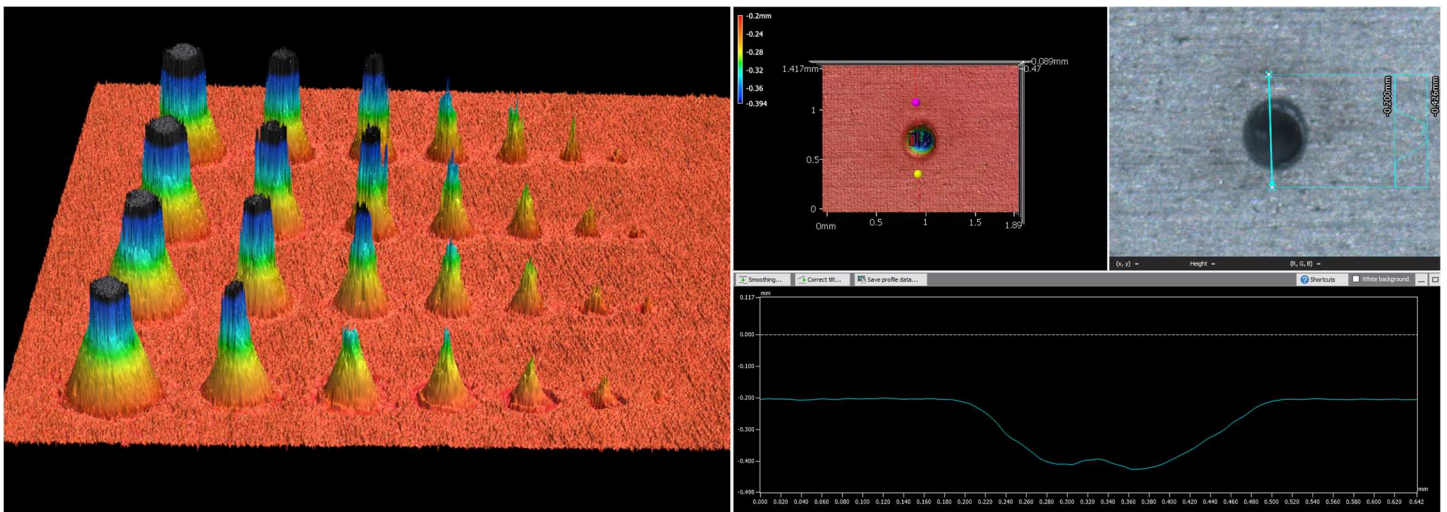 -0.2mm
-0.24
-0.28
-0.32
-0.36
-0.394
0.089mm
1.417mm
0.47
1
0.5
0
0mm
0.5
1
1.5
1.89
-0.200mm
-0.426mm
(x, y) = Height = (R, G, B) =
Smoothing... Correct tilt... Save profile data... Shortcuts White background
mm
0.117
0.000
-0.100
-0.200
-0.300
-0.400
-0.498
mm
0.000 0.020 0.040 0.060 0.080 0.100 0.120 0.140 0.160 0.180 0.200 0.220 0.240 0.260 0.280 0.300 0.320 0.340 0.360 0.380 0.400 0.420 0.440 0.460 0.480 0.500 0.520 0.540 0.560 0.580 0.600 0.620 0.642